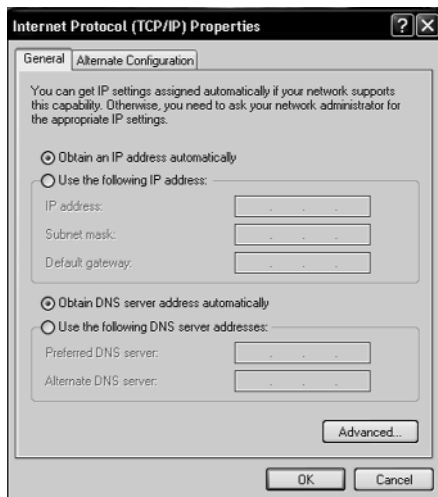 Internet Protocol (TCP/IP) Properties
General
Alternate Configuration
You can get IP settings assigned automatically if your network supports
this capability. Otherwise, you need to ask your network administrator for
the appropriate IP settings.
Obtain an IP address automatically
Use the following IP address:
IP address:
Subnet mask:
Default gateway:
Obtain DNS server address automatically
Use the following DNS server addresses:
Preferred DNS server:
Alternate DNS server:
Advanced...
OK
Cancel